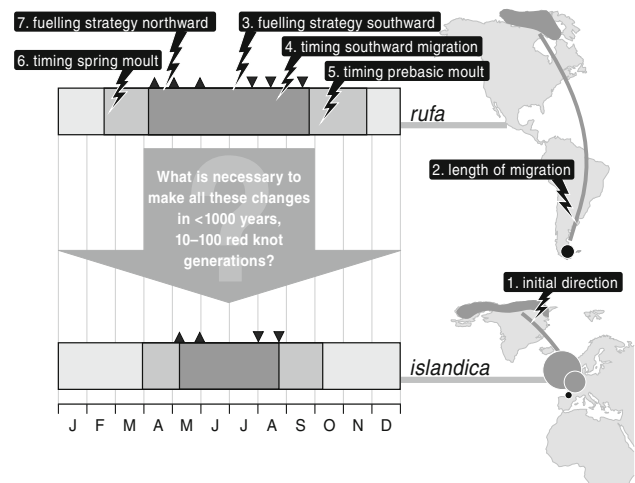 7. fuelling strategy northward
3. fuelling strategy southward
4. timing southward migration
6. timing spring moult
5. timing prebasic moult
rufa
2. length of migration
What is necessary to
make all these changes
in <1000 years,
10–100 red knot
generations?
?
1. initial direction
islandica
J F M A M J J A S O N D